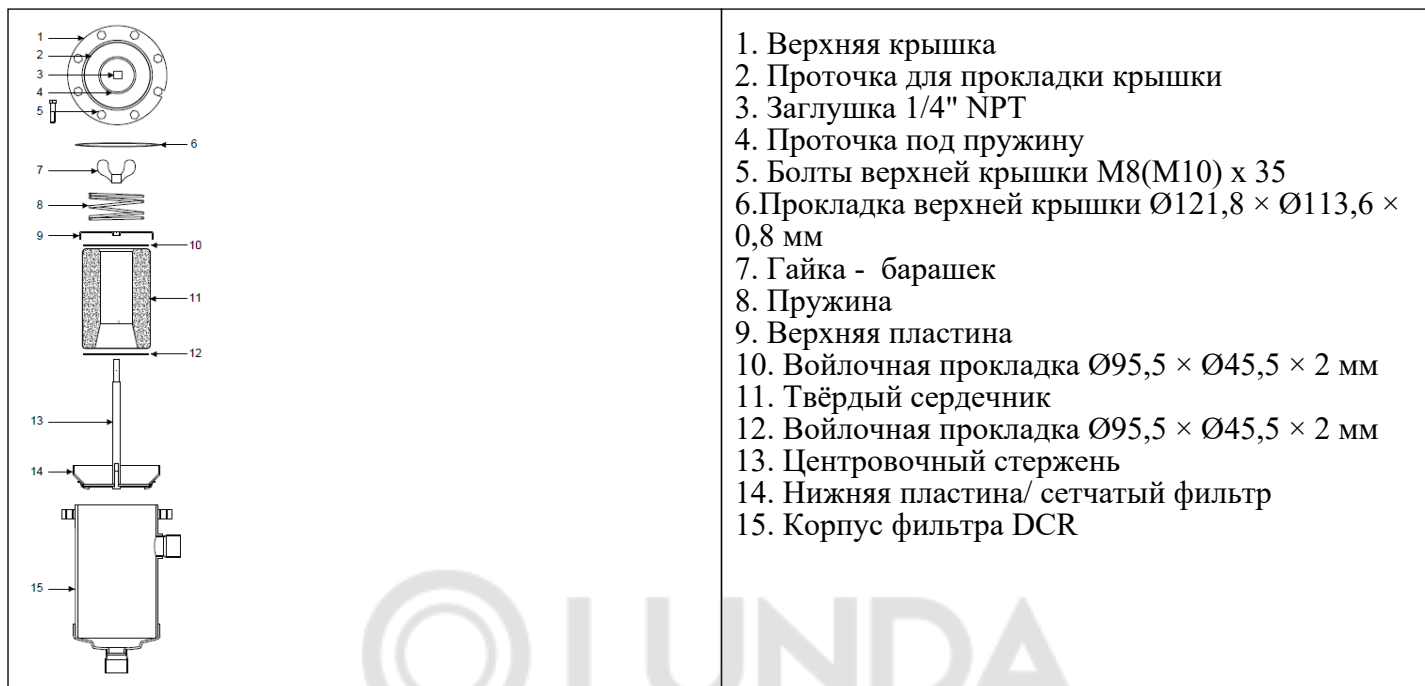 1
2
3
4
5
6
7
8
9
10
11
12
13
14
15
1. Верхняя крышка
2. Проточка для прокладки крышки
3. Заглушка 1/4" NPT
4. Проточка под пружину
5. Болты верхней крышки М8(М10) х 35
6.Прокладка верхней крышки Ø121,8 × Ø113,6 ×
0,8 мм
7. Гайка - барашек
8. Пружина
9. Верхняя пластина
10. Войлочная прокладка Ø95,5 × Ø45,5 × 2 мм
11. Твёрдый сердечник
12. Войлочная прокладка Ø95,5 × Ø45,5 × 2 мм
13. Центровочный стержень
14. Нижняя пластина/ сетчатый фильтр
15. Корпус фильтра DCR
LUNDA